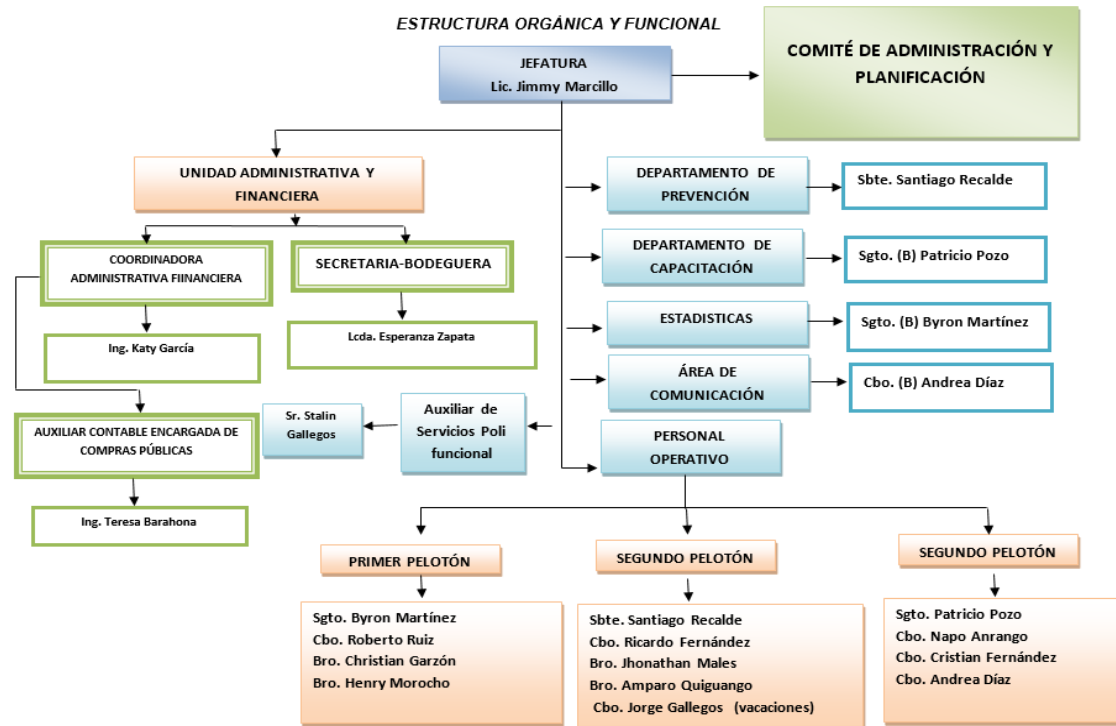 ESTRUCTURA ORGÁNICA Y FUNCIONAL
JEFATURA
Lic. Jimmy Marcillo
COMITÉ DE ADMINISTRACIÓN Y
PLANIFICACIÓN
UNIDAD ADMINISTRATIVA Y
FINANCIERA
COORDINADORA
ADMINISTRATIVA FIINANCIERA
Ing. Katy García
SECRETARIA-BODEGUERA
Lcda. Esperanza Zapata
AUXILIAR CONTABLE ENCARGADA DE
COMPRAS PÚBLICAS
Ing. Teresa Barahona
DEPARTAMENTO DE
PREVENCIÓN
Sbte. Santiago Recalde
DEPARTAMENTO DE
CAPACITACIÓN
Sgto. (B) Patricio Pozo
ESTADISTICAS
Sgto. (B) Byron Martínez
ÁREA DE
COMUNICACIÓN
Cbo. (B) Andrea Díaz
Auxiliar de
Servicios Poli
funcional
Sr. Stalin
Gallegos
PERSONAL
OPERATIVO
PRIMER PELOTÓN
Sgto. Byron Martínez
Cbo. Roberto Ruiz
Bro. Christian Garzón
Bro. Henry Morocho
SEGUNDO PELOTÓN
Sbte. Santiago Recalde
Cbo. Ricardo Fernández
Bro. Jhonathan Males
Bro. Amparo Quiguango
Cbo. Jorge Gallegos (vacaciones)
SEGUNDO PELOTÓN
Sgto. Patricio Pozo
Cbo. Napo Anrango
Cbo. Cristian Fernández
Cbo. Andrea Díaz